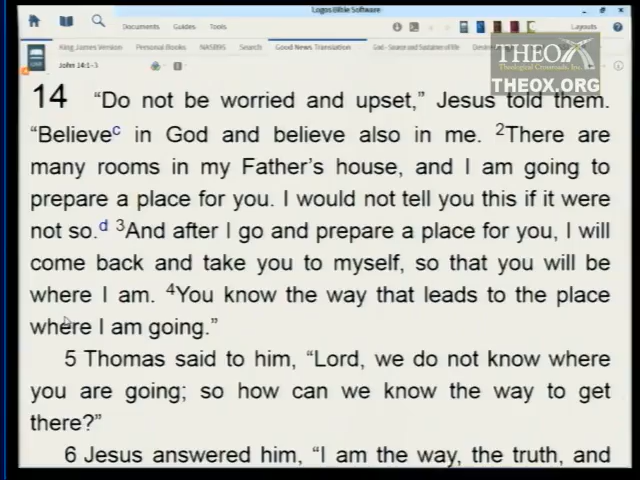 Logos Bible Software
Documents Guides Tools Layouts
King James Version Personal Books NASB95 Search Good News Translation God - Source and Sustainer of life
John 14:1-3
THEOX
Theological Crossroads, Inc.
THEOX.ORG
14 “Do not be worried and upset,” Jesus told them.
“Believec in God and believe also in me. 2There are
many rooms in my Father’s house, and I am going to
prepare a place for you. I would not tell you this if it were
not so.d 3And after I go and prepare a place for you, I will
come back and take you to myself, so that you will be
where I am. 4You know the way that leads to the place
where I am going.”
5 Thomas said to him, “Lord, we do not know where
you are going; so how can we know the way to get
there?”
6 Jesus answered him, “I am the way, the truth, and